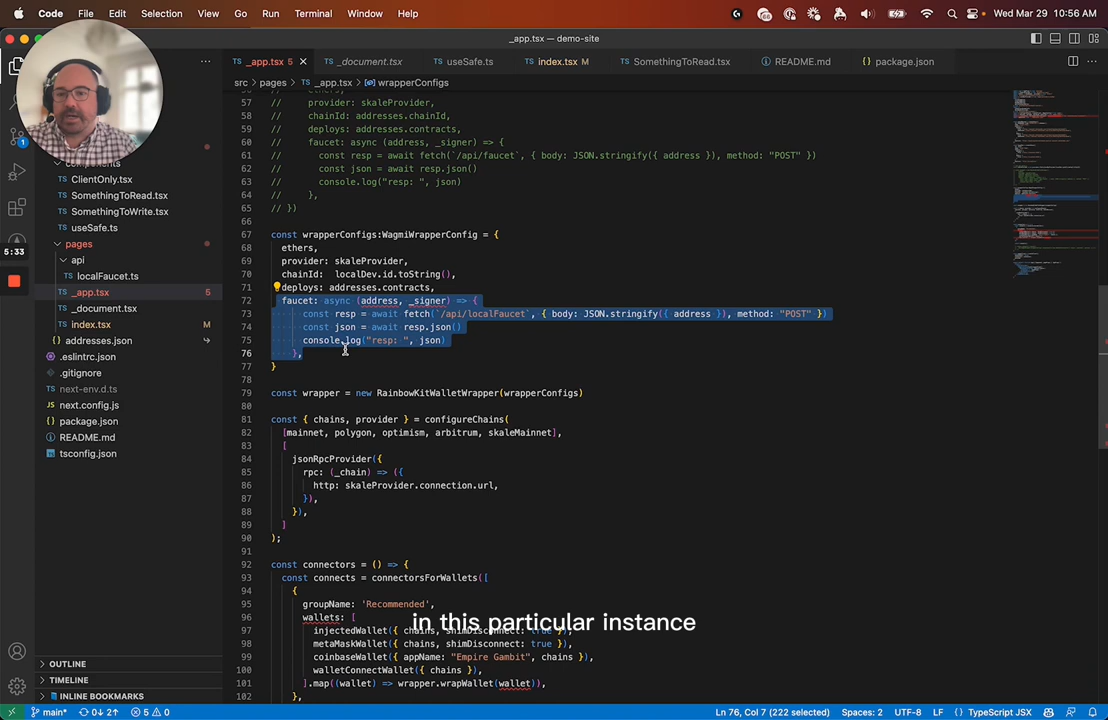 Code File Edit Selection View Go Run Terminal Window Help
66
Wed Mar 29 10:56 AM
_app.tsx — demo-site
_app.tsx 5
_document.tsx
useSafe.ts
index.tsx M
SomethingToRead.tsx
README.md
package.json
src > pages > _app.tsx > wrapperConfigs
ClientOnly.tsx
SomethingToRead.tsx
SomethingToWrite.tsx
useSafe.ts
pages
api
localFaucet.ts
_app.tsx 5
_document.tsx
index.tsx M
addresses.json
.eslintrc.json
.gitignore
next-env.d.ts
next.config.js
package.json
README.md
tsconfig.json
OUTLINE
TIMELINE
INLINE BOOKMARKS
5:33
1
57 // provider: skaleProvider,
58 // chainId: addresses.chainId,
59 // deploys: addresses.contracts,
60 // faucet: async (address, _signer) => {
61 // const resp = await fetch(`/api/faucet`, { body: JSON.stringify({ address }), method: "POST" })
62 // const json = await resp.json()
63 // console.log("resp: ", json)
64 // },
65 // })
66
67 const wrapperConfigs:WagmiWrapperConfig = {
68 ethers,
69 provider: skaleProvider,
70 chainId: localDev.id.toString(),
71 deploys: addresses.contracts,
72 faucet: async (address, _signer) => {
73 const resp = await fetch(`/api/localFaucet`, { body: JSON.stringify({ address }), method: "POST" })
74 const json = await resp.json()
75 console.log("resp: ", json)
76 },
77 }
78
79 const wrapper = new RainbowKitWalletWrapper(wrapperConfigs)
80
81 const { chains, provider } = configureChains(
82 [mainnet, polygon, optimism, arbitrum, skaleMainnet],
83 [
84 jsonRpcProvider({
85 rpc: (_chain) => ({
86 http: skaleProvider.connection.url,
87 }),
88 }),
89 ]
90 );
91
92 const connectors = () => {
93 const connects = connectorsForWallets([
94 {
95 groupName: 'Recommended',
96 wallets: [
97 injectedWallet({ chains, shimDisconnect: true }),
98 metaMaskWallet({ chains, shimDisconnect: true }),
99 coinbaseWallet({ appName: "Empire Gambit", chains }),
100 walletConnectWallet({ chains }),
101 ].map((wallet) => wrapper.wrapWallet(wallet)),
102 },
in this particular instance
main* 0↓ 2↑ 5 0
Ln 76, Col 7 (222 selected) Spaces: 2 UTF-8 LF TypeScript JSX